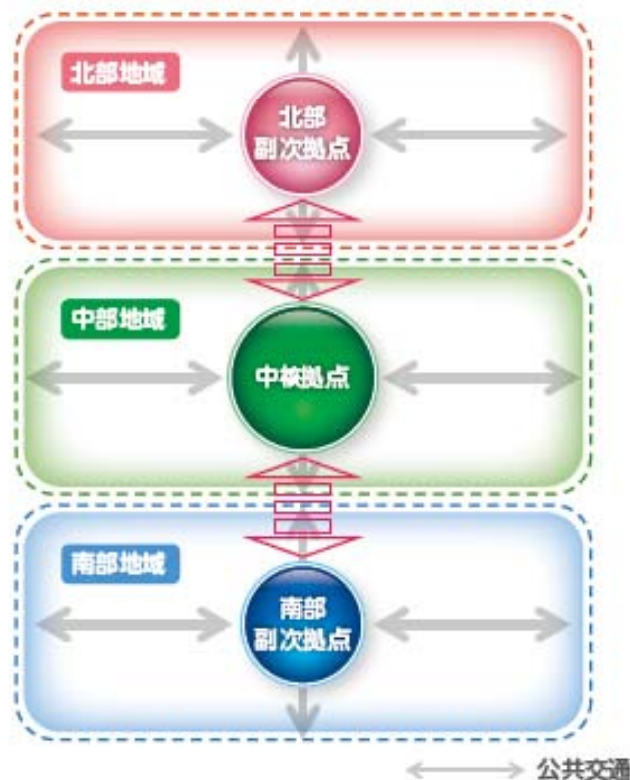 北部地域
北部
副次拠点
中部地域
中核拠点
南部地域
南部
副次拠点
公共交通